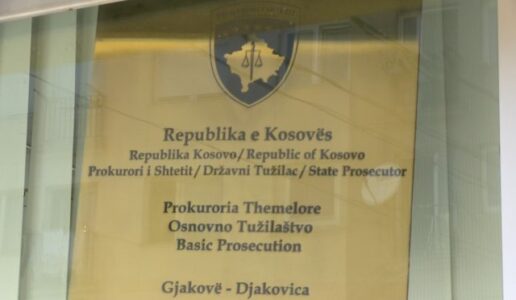 Republika e Kosovës
Republika Kosovo/Republic of Kosovo
Prokurori i Shtetit/Državni Tužilac/State Prosecutor
Prokuroria Themelore
Osnovno Tužilaštvo
Basic Prosecution
Gjakovë - Djakovica